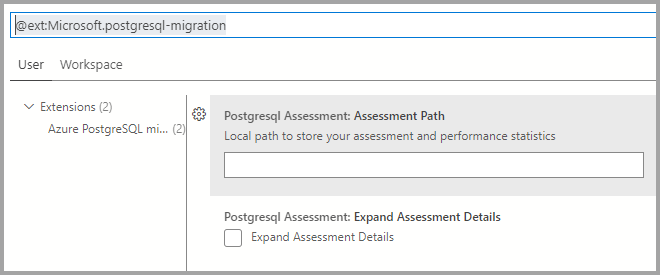 @ext:Microsoft.postgresql-migration
User Workspace
Extensions (2)
Azure PostgreSQL mi... (2)
Postgresql Assessment: Assessment Path
Local path to store your assessment and performance statistics
Postgresql Assessment: Expand Assessment Details
Expand Assessment Details